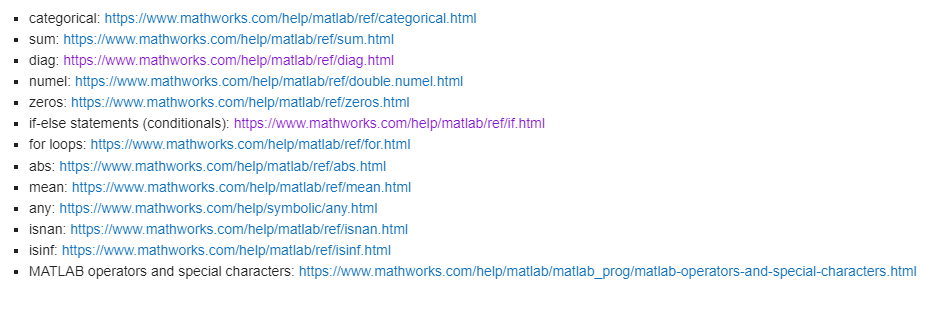 categorical: https://www.mathworks.com/help/matlab/ref/categorical.html
sum: https://www.mathworks.com/help/matlab/ref/sum.html
diag: https://www.mathworks.com/help/matlab/ref/diag.html
numel: https://www.mathworks.com/help/matlab/ref/double.numel.html
zeros: https://www.mathworks.com/help/matlab/ref/zeros.html
if-else statements (conditionals): https://www.mathworks.com/help/matlab/ref/if.html
for loops: https://www.mathworks.com/help/matlab/ref/for.html
abs: https://www.mathworks.com/help/matlab/ref/abs.html
mean: https://www.mathworks.com/help/matlab/ref/mean.html
any: https://www.mathworks.com/help/symbolic/any.html
isnan: https://www.mathworks.com/help/matlab/ref/isnan.html
isinf: https://www.mathworks.com/help/matlab/ref/isinf.html
MATLAB operators and special characters: https://www.mathworks.com/help/matlab/matlab_prog/matlab-operators-and-special-characters.html